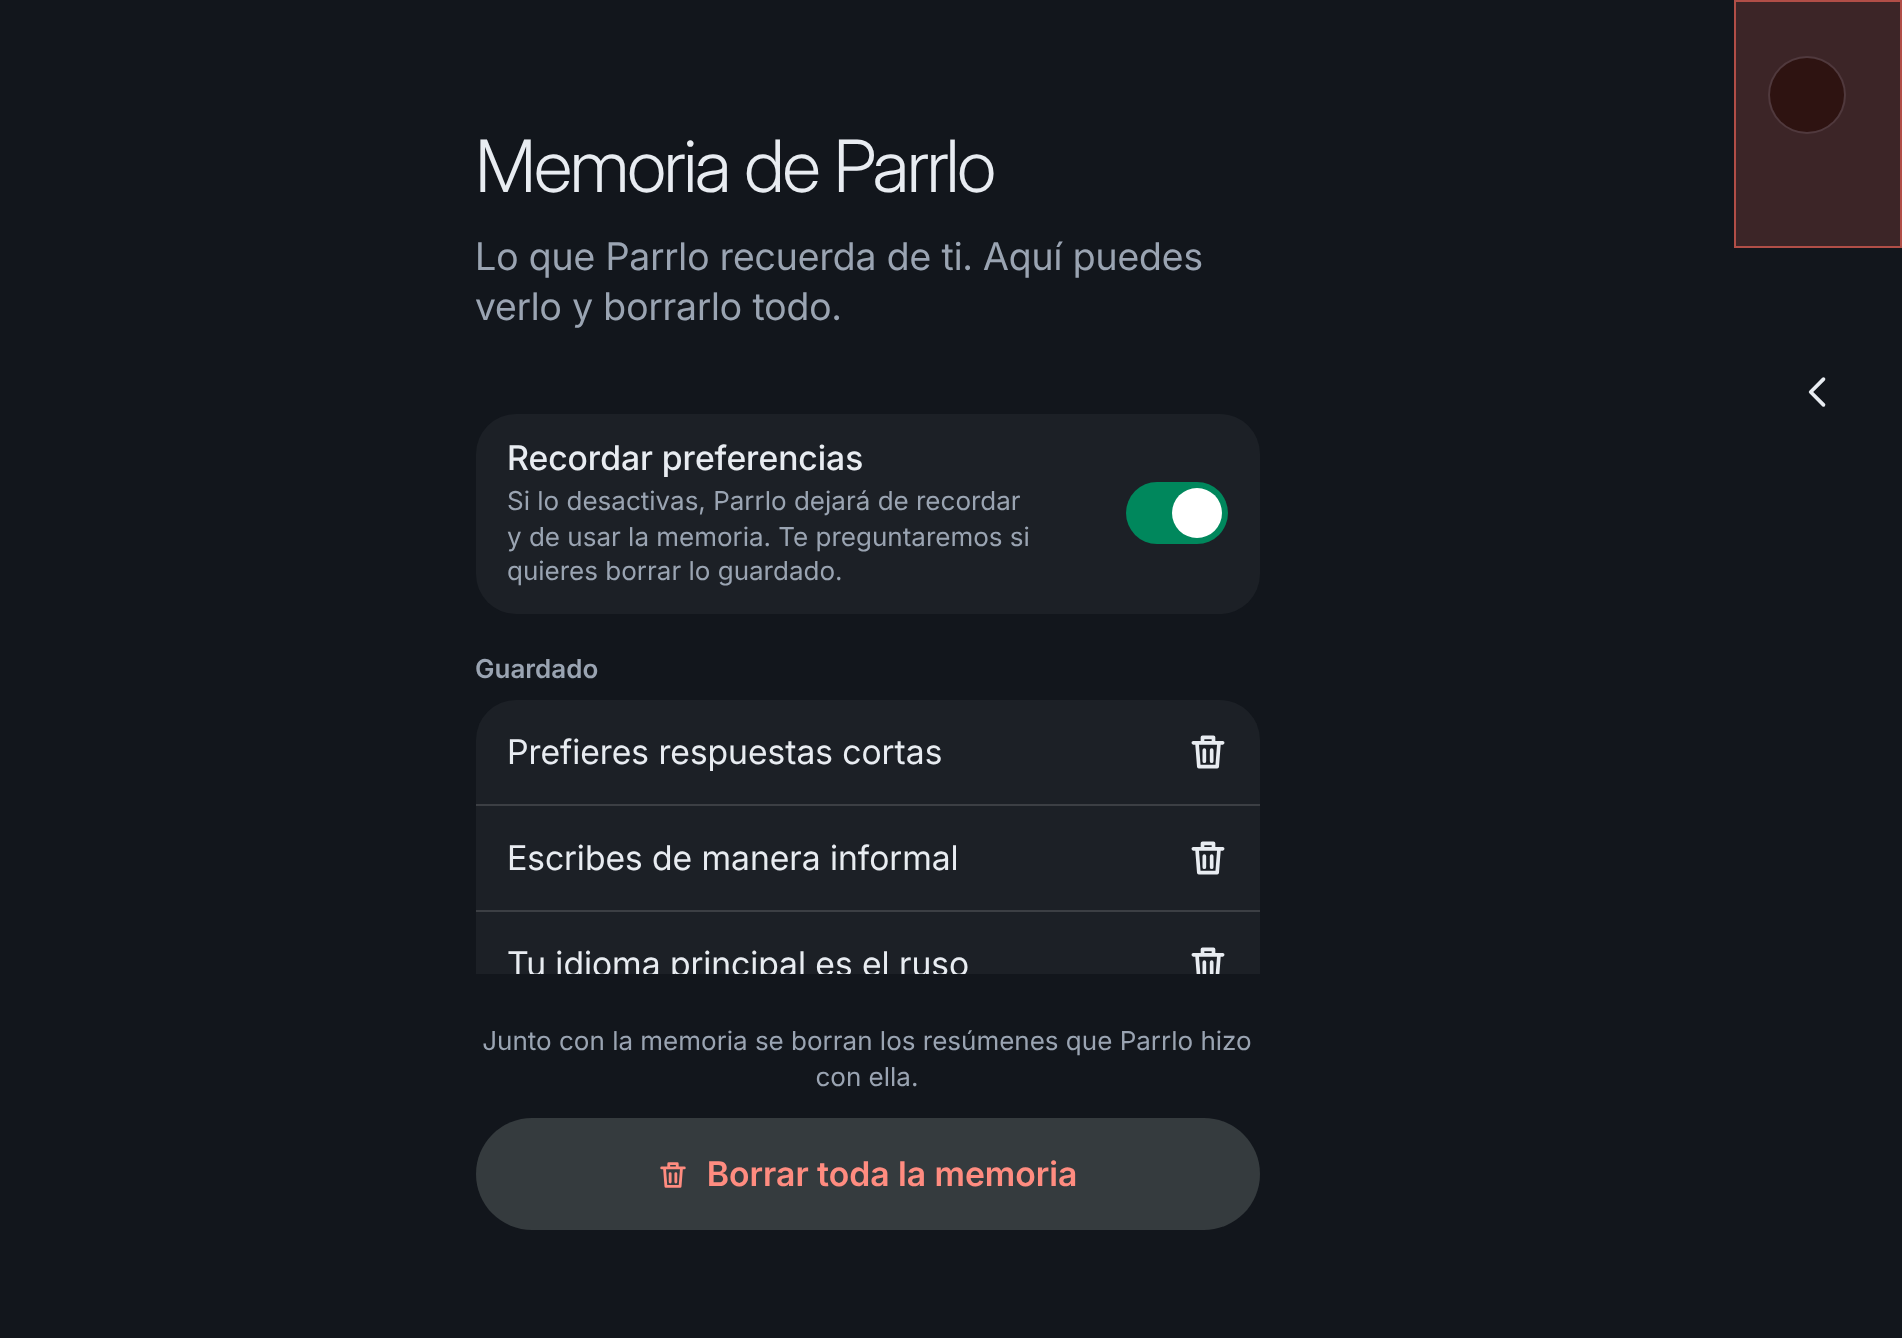 Memoria de Parrlo
Lo que Parrlo recuerda de ti. Aquí puedes
verlo y borrarlo todo.
Recordar preferencias
Si lo desactivas, Parrlo dejará de recordar
y de usar la memoria. Te preguntaremos si
quieres borrar lo guardado.
Guardado
Prefieres respuestas cortas
Escribes de manera informal
Tu idioma principal es el ruso
Junto con la memoria se borran los resúmenes que Parrlo hizo
con ella.
Borrar toda la memoria